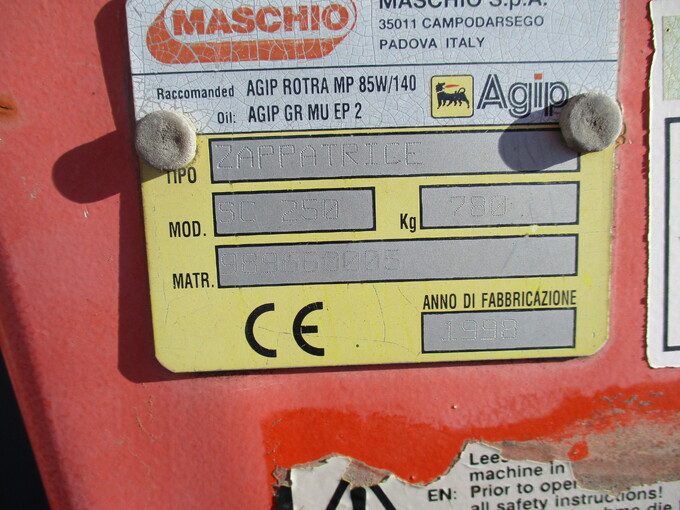 MASCHIO
MASCHIO S.p.A.
35011 CAMPODARSEGO
PADOVA ITALY
Raccomanded AGIP ROTRA MP 85W/140
Oil: AGIP GR MU EP 2
Agip
TIPO ZAPPATRICE
MOD. SC 250 Kg 780
MATR. 989560005
CE
ANNO DI FABBRICAZIONE
1998
machine in
EN: Prior to
all safety instructions!